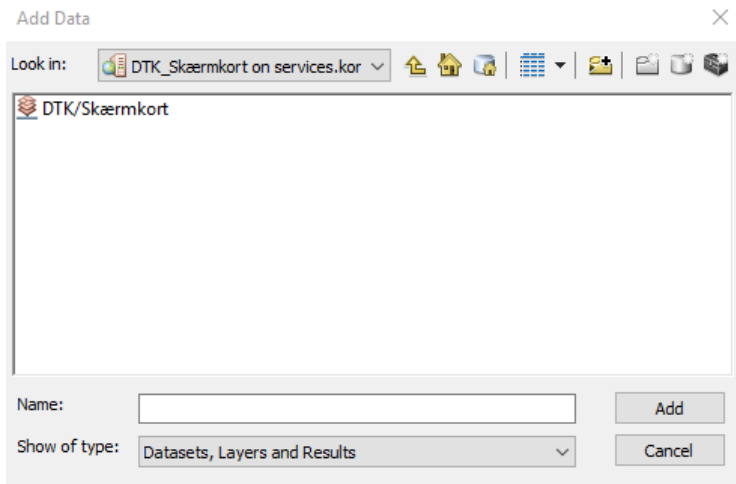 Add Data
Look in: DTK_Skærmkort on services.kor
DTK/Skærmkort
Name: Add
Show of type: Datasets, Layers and Results Cancel